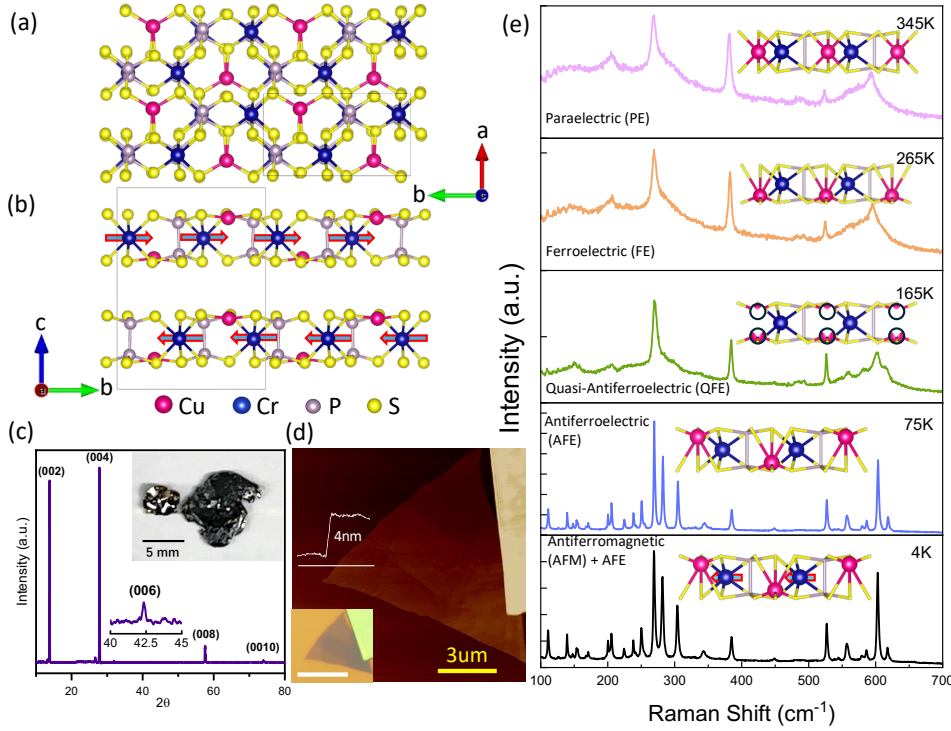 (a)
a
b
(b)
c
a
b
Cu Cr P S
(c)
Intensity (a.u.)
(002)
(004)
5 mm
(006)
40 42.5 45
(008)
(0010)
20 40 60 80
2θ
(d)
4nm
3um
(e)
Intensity (a.u.)
345K
Paraelectric (PE)
265K
Ferroelectric (FE)
165K
Quasi-Antiferroelectric (QFE)
Antiferroelectric
(AFE)
75K
Antiferromagnetic
(AFM) + AFE
4K
100 200 300 400 500 600 700
Raman Shift (cm⁻¹)